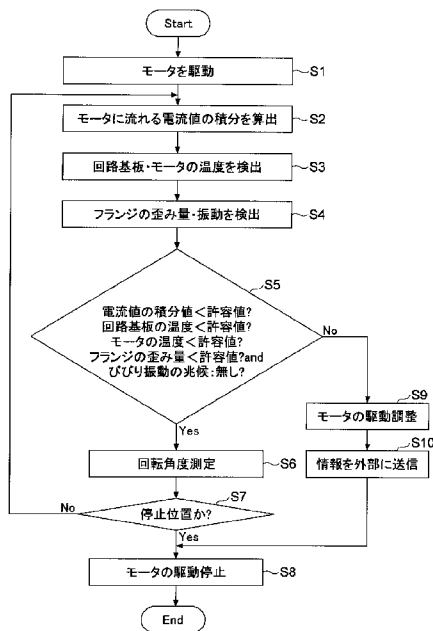 Start
モータを駆動
S1
モータに流れる電流値の積分を算出
S2
回路基板・モータの温度を検出
S3
フランジの歪み量・振動を検出
S4
S5
電流値の積分値<許容値?
回路基板の温度<許容値?
モータの温度<許容値?
フランジの歪み量<許容値?and
びびり振動の兆候:無し?
No
Yes
S9
モータの駆動調整
S10
情報を外部に送信
回転角度測定
S6
S7
停止位置か?
No
Yes
モータの駆動停止
S8
End